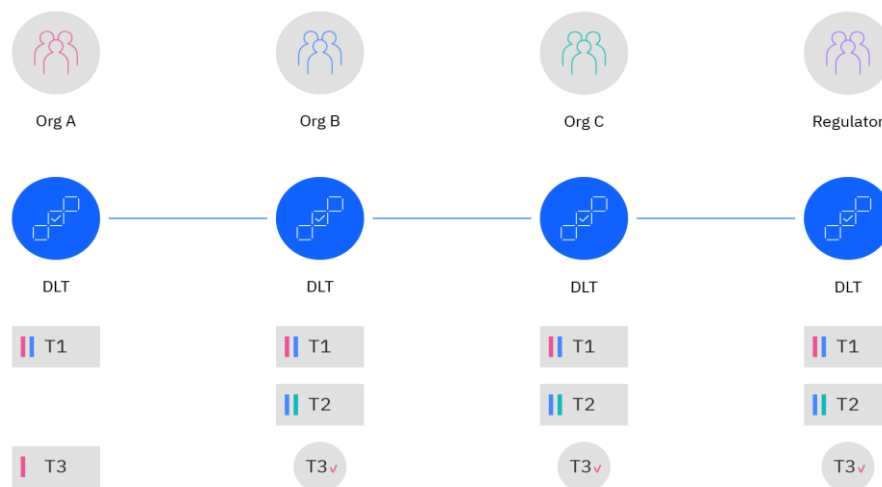 Org A
Org B
Org C
Regulator
DLT
DLT
DLT
DLT
T1
T1
T1
T1
T2
T2
T2
T3
T3
T3
T3